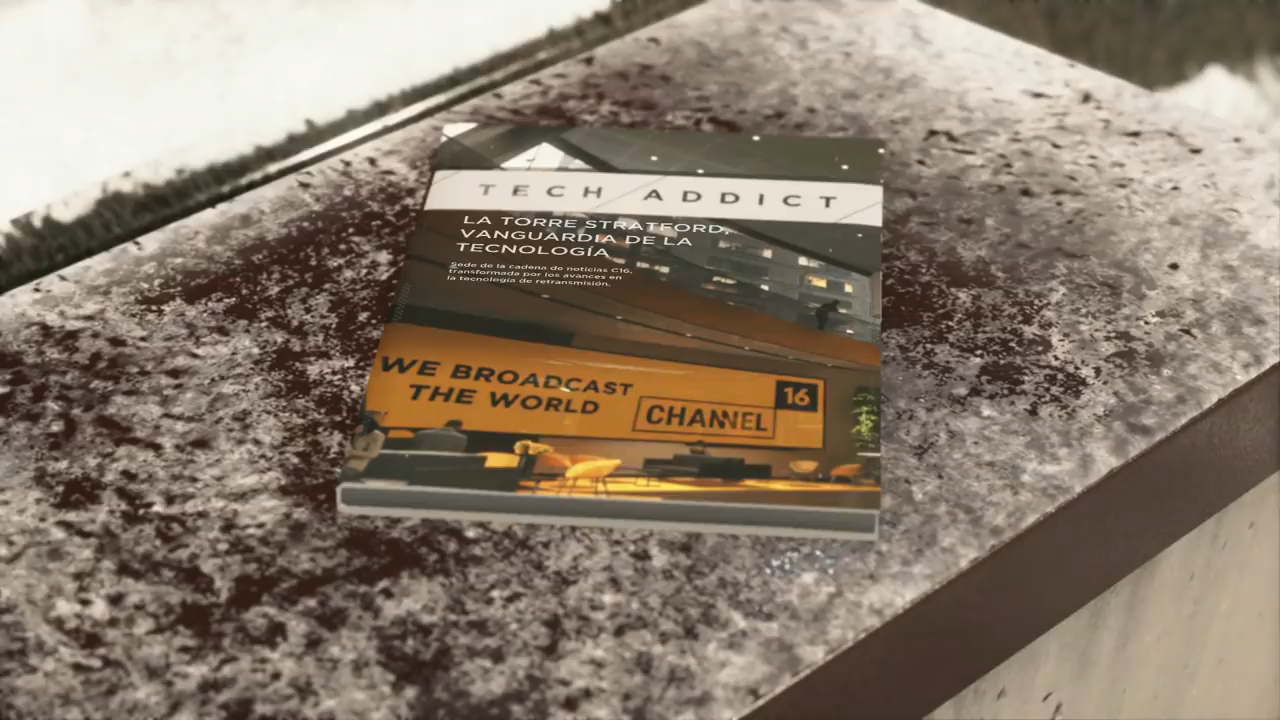 TECH ADDICT
LA TORRE STRATFORD,
VANGUARDIA DE LA
TECNOLOGÍA
Sede de la cadena de noticias C16,
transformada por los avances en
la tecnología de retransmisión.
WE BROADCAST
THE WORLD
CHANNEL
16